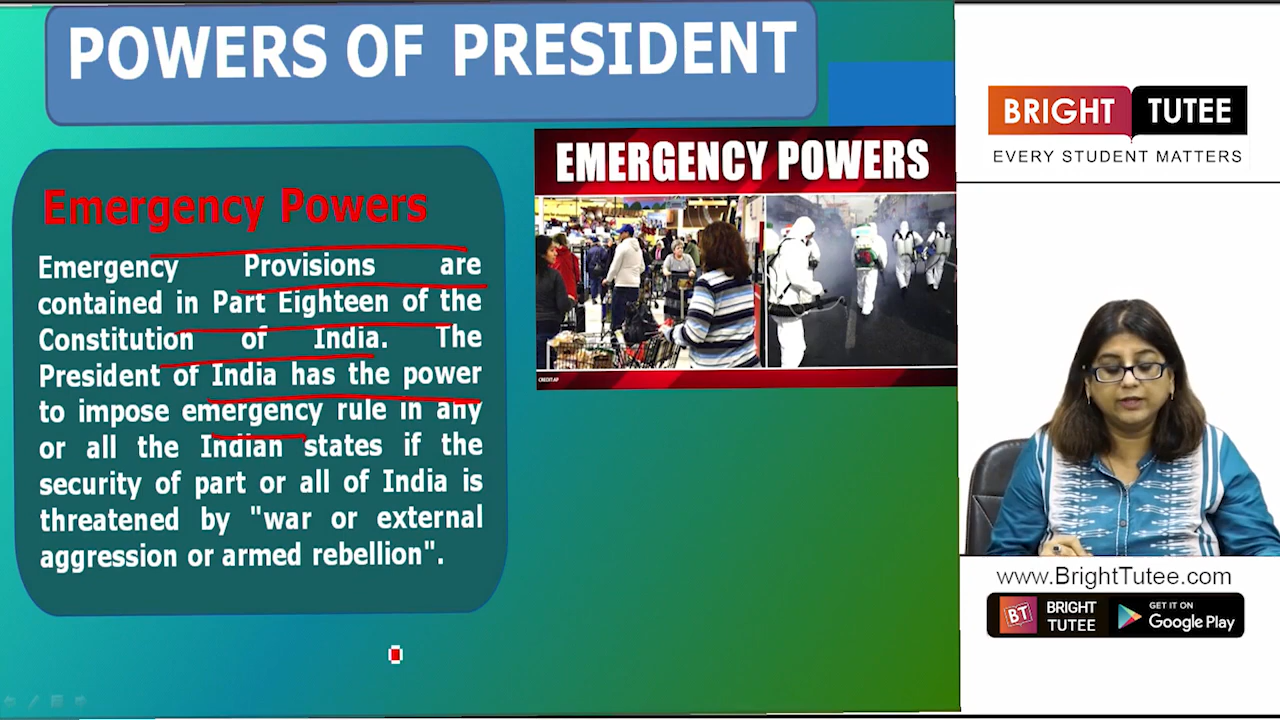 POWERS OF PRESIDENT
Emergency Powers
Emergency Provisions are
contained in Part Eighteen of the
Constitution of India. The
President of India has the power
to impose emergency rule in any
or all the Indian states if the
security of part or all of India is
threatened by "war or external
aggression or armed rebellion".
EMERGENCY POWERS
CREDIT:AP
BRIGHT TUTEE
EVERY STUDENT MATTERS
www.BrightTutee.com
BT
BRIGHT
TUTEE
GET IT ON
Google Play